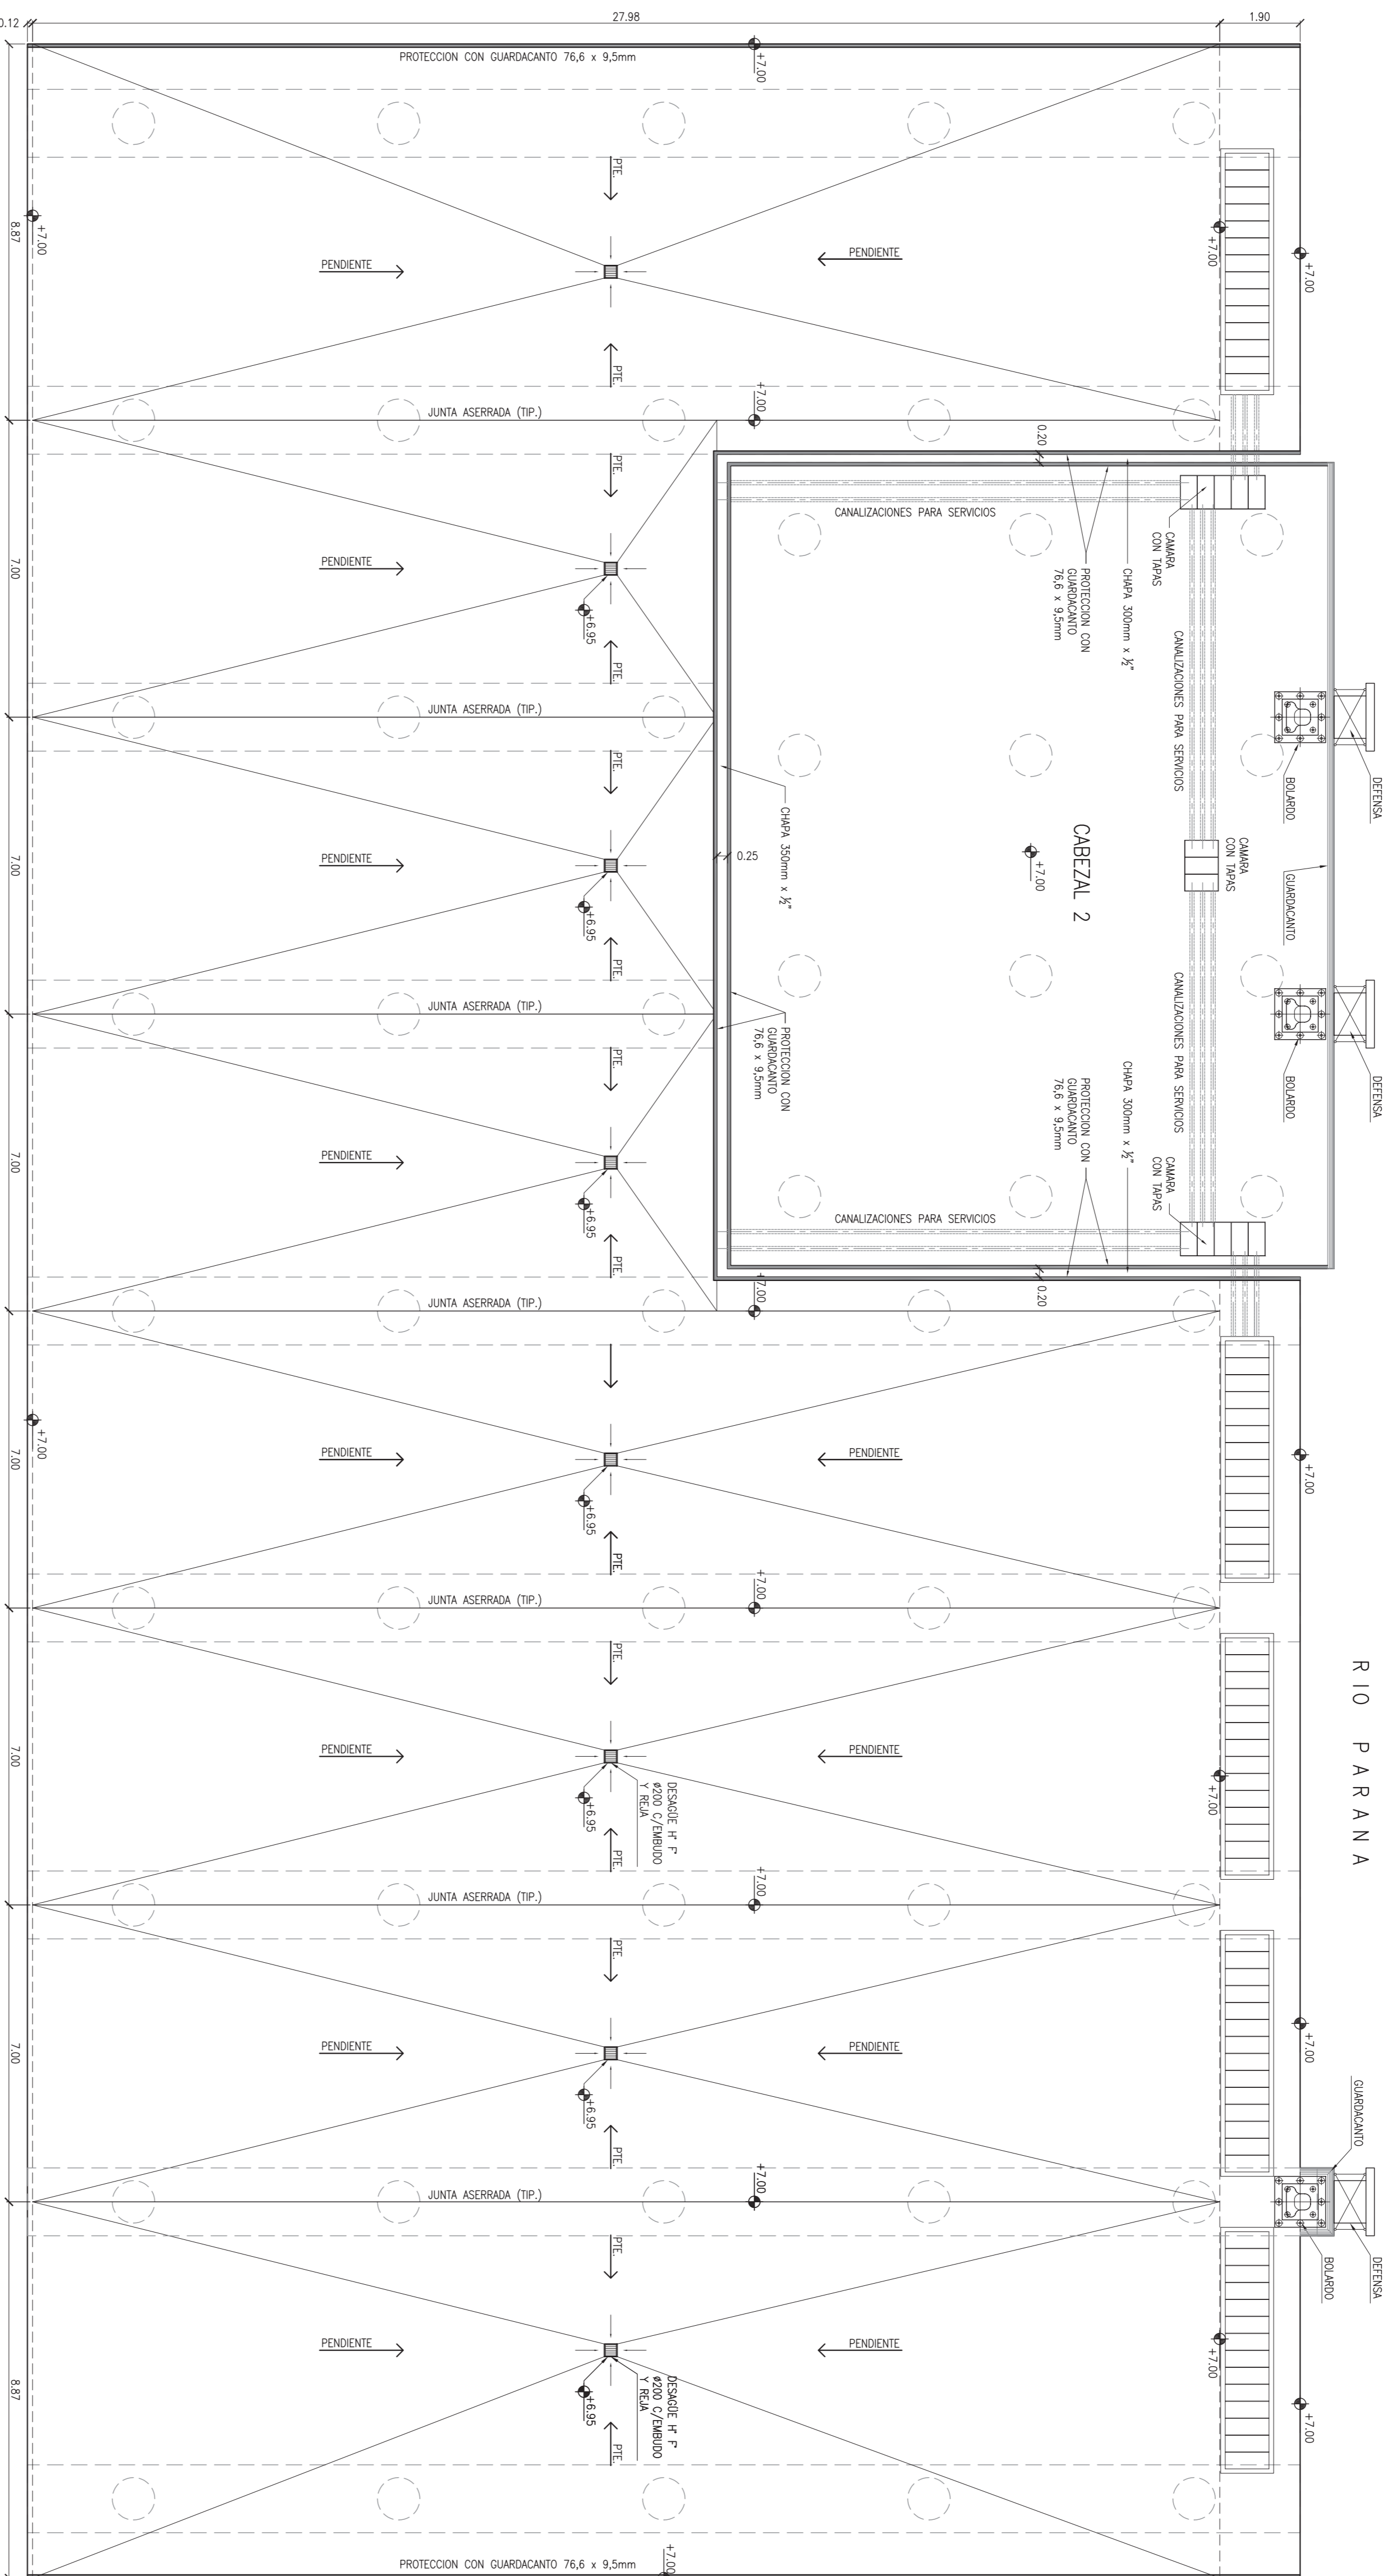 0.12
27.98
1.90
PROTECCION CON GUARDACANTO 76,6 x 9,5mm
+7.00
8.87
+7.00
PTE.
PENDIENTE
PENDIENTE
+7.00
+7.00
PTE.
JUNTA ASERRADA (TIP.)
+7.00
0.20
7.00
PTE.
PENDIENTE
+6.95
PTE.
CANALIZACIONES PARA SERVICIOS
PROTECCION CON
GUARDACANTO
76,6 x 9,5mm
CHAPA 300mm x ½"
CAMARA
CON TAPAS
CANALIZACIONES PARA SERVICIOS
JUNTA ASERRADA (TIP.)
BOLARDO
DEFENSA
7.00
PTE.
PENDIENTE
+6.95
PTE.
CHAPA 350mm x ½"
0.25
CABEZAL 2
+7.00
CAMARA
CON TAPAS
GUARDACANTO
JUNTA ASERRADA (TIP.)
PROTECCION CON
GUARDACANTO
76,6 x 9,5mm
CANALIZACIONES PARA SERVICIOS
BOLARDO
DEFENSA
7.00
PTE.
PENDIENTE
+6.95
PTE.
PROTECCION CON
GUARDACANTO
76,6 x 9,5mm
CHAPA 300mm x ½"
CAMARA
CON TAPAS
CANALIZACIONES PARA SERVICIOS
0.20
JUNTA ASERRADA (TIP.)
+7.00
+7.00
7.00
PENDIENTE
PENDIENTE
+6.95
PTE.
+7.00
JUNTA ASERRADA (TIP.)
+7.00
RIO PARANA
7.00
PTE.
PENDIENTE
PENDIENTE
DESAGÜE Hº Fº
Ø200 C/EMBUDO
Y REJA
+6.95
PTE.
+7.00
JUNTA ASERRADA (TIP.)
+7.00
7.00
PTE.
PENDIENTE
PENDIENTE
+6.95
PTE.
+7.00
GUARDACANTO
JUNTA ASERRADA (TIP.)
+7.00
BOLARDO
DEFENSA
8.87
PTE.
PENDIENTE
PENDIENTE
DESAGÜE Hº Fº
Ø200 C/EMBUDO
Y REJA
+6.95
PTE.
+7.00
+7.00
PROTECCION CON GUARDACANTO 76,6 x 9,5mm
+7.00